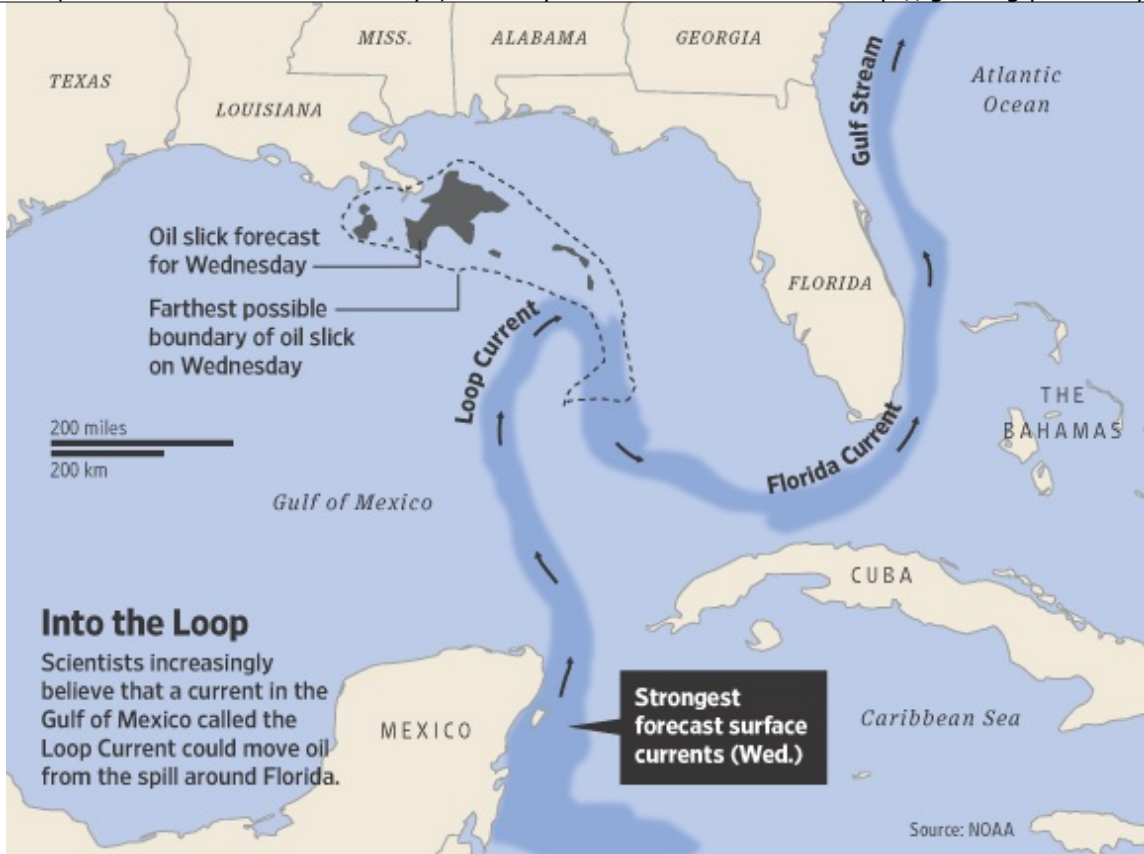 MISS.
ALABAMA
GEORGIA
TEXAS
LOUISIANA
Gulf Stream
Atlantic
Ocean
Oil slick forecast
for Wednesday
Farthest possible
boundary of oil slick
on Wednesday
FLORIDA
Loop Current
THE
BAHAMAS
200 miles
200 km
Florida Current
Gulf of Mexico
CUBA
Into the Loop
Scientists increasingly
believe that a current in the
Gulf of Mexico called the
Loop Current could move oil
from the spill around Florida.
MEXICO
Strongest
forecast surface
currents (Wed.)
Caribbean Sea
Source: NOAA